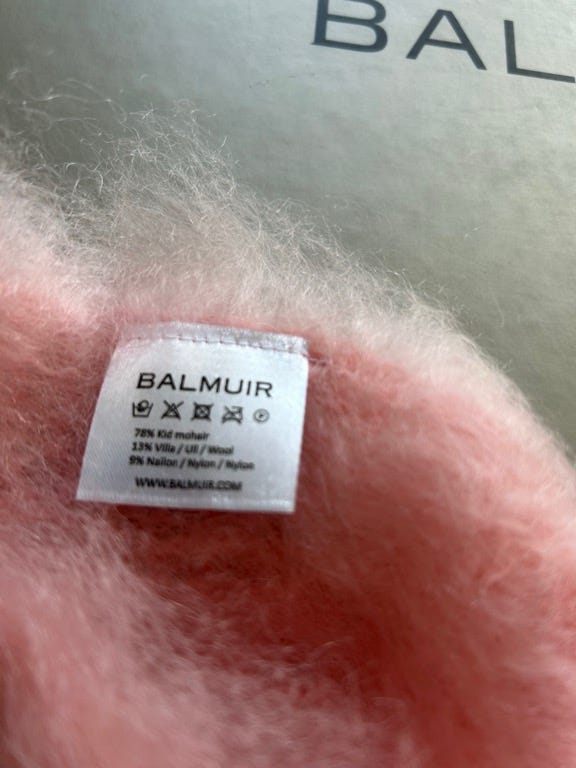 BAL
BALMUIR
78% Kid mohair
13% Villa / Ull / Wool
9% Nailon / Nylon / Nylon
WWW.BALMUIR.COM